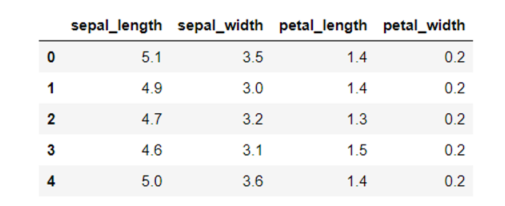 sepal_length sepal_width petal_length petal_width
0 5.1 3.5 1.4 0.2
1 4.9 3.0 1.4 0.2
2 4.7 3.2 1.3 0.2
3 4.6 3.1 1.5 0.2
4 5.0 3.6 1.4 0.2